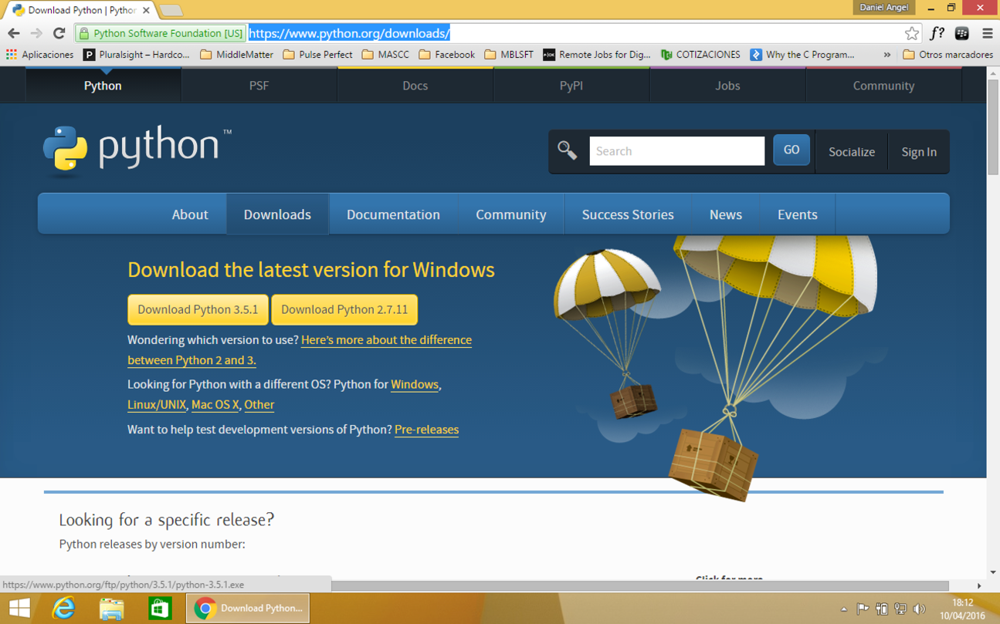 Download Python | Python
Daniel Angel
Python Software Foundation [US]
https://www.python.org/downloads/
f?
Aplicaciones
Pluralsight – Hardco...
MiddleMatter
Pulse Perfect
MASCC
Facebook
MBLSFT
Remote Jobs for Dig...
COTIZACIONES
Why the C Program...
»
Otros marcadores
Python
PSF
Docs
PyPI
Jobs
Community
python™
Search
GO
Socialize
Sign In
About
Downloads
Documentation
Community
Success Stories
News
Events
Download the latest version for Windows
Download Python 3.5.1
Download Python 2.7.11
Wondering which version to use? Here's more about the difference
between Python 2 and 3.
Looking for Python with a different OS? Python for Windows,
Linux/UNIX, Mac OS X, Other
Want to help test development versions of Python? Pre-releases
Looking for a specific release?
Python releases by version number:
Click for more
https://www.python.org/ftp/python/3.5.1/python-3.5.1.exe
Download Python...
18:12
10/04/2016